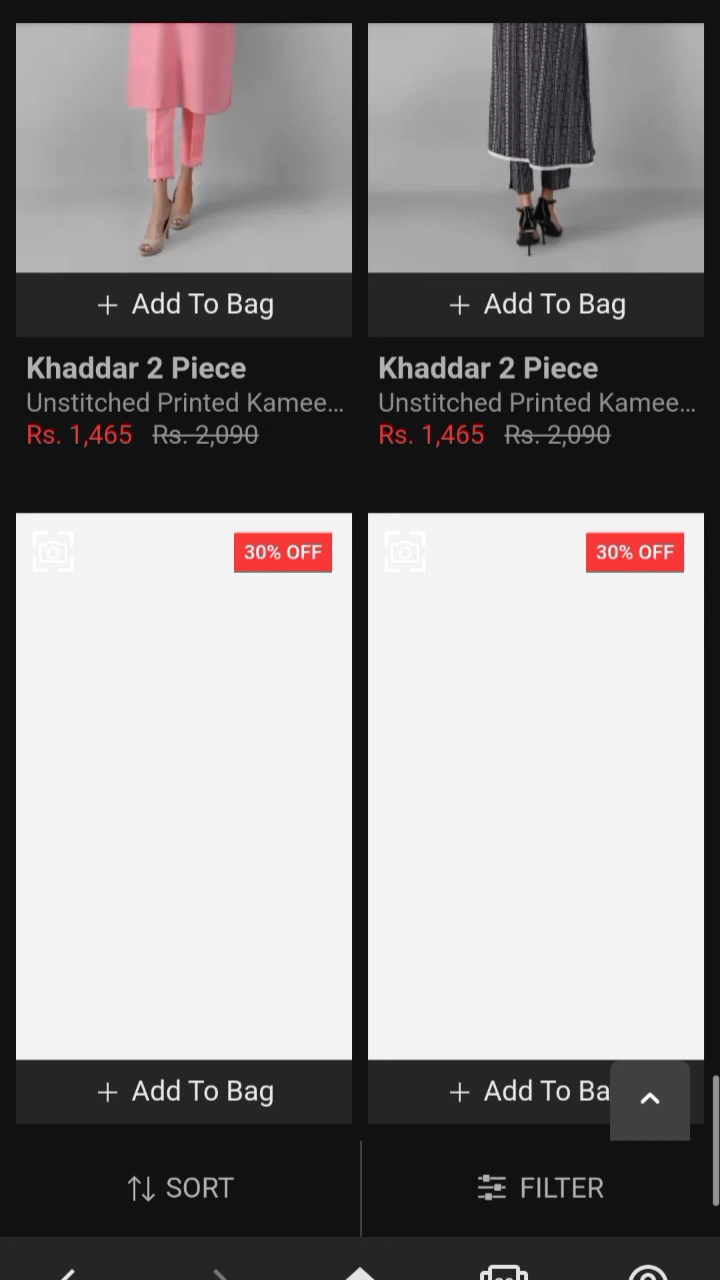 + Add To Bag
+ Add To Bag
Khaddar 2 Piece
Unstitched Printed Kamee...
Rs. 1,465 Rs. 2,090
Khaddar 2 Piece
Unstitched Printed Kamee...
Rs. 1,465 Rs. 2,090
30% OFF
30% OFF
+ Add To Bag
+ Add To Ba
SORT
FILTER